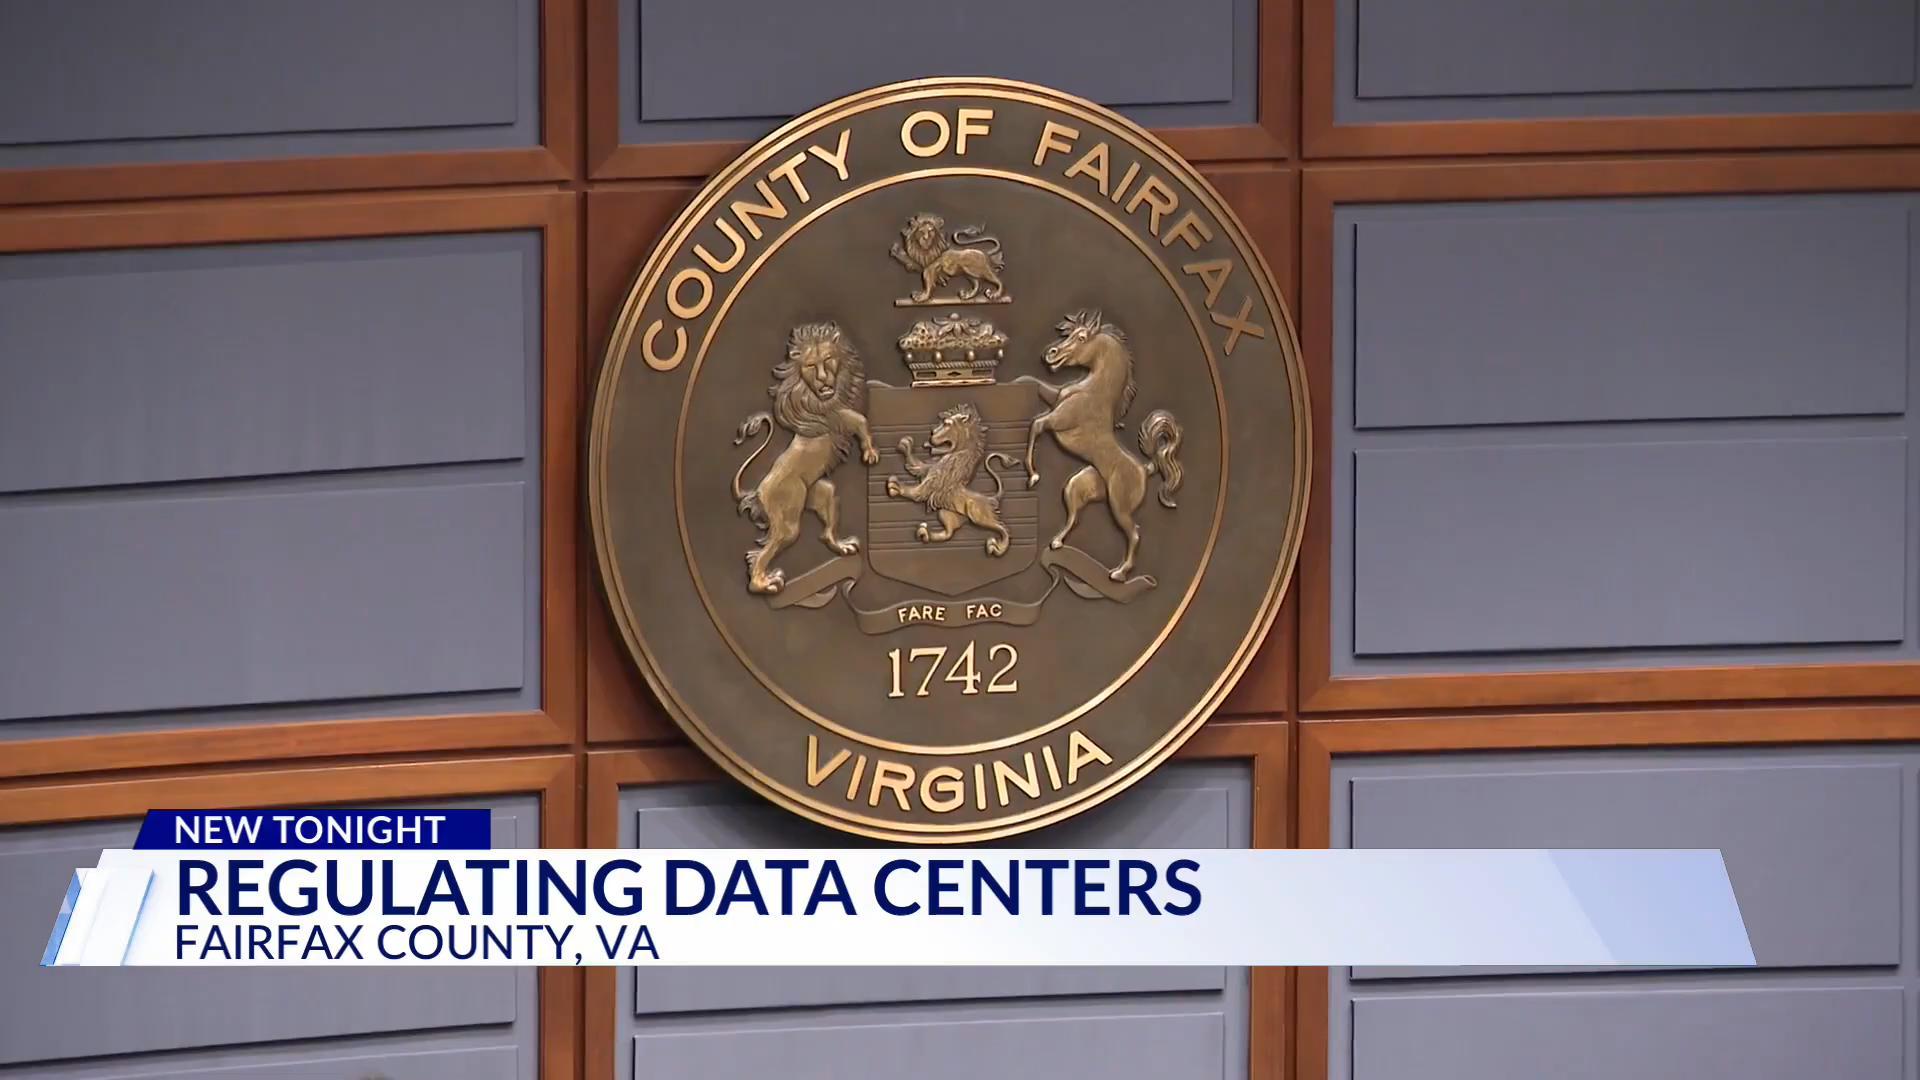 COUNTY OF FAIRFAX
FARE FAC
1742
VIRGINIA
NEW TONIGHT
REGULATING DATA CENTERS
FAIRFAX COUNTY, VA